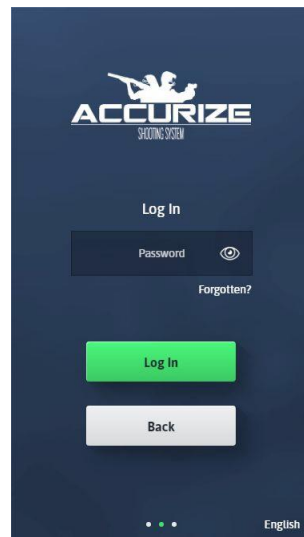 ACCURIZE
SHOOTING SYSTEM
Log In
Password
Forgotten?
Log In
Back
English